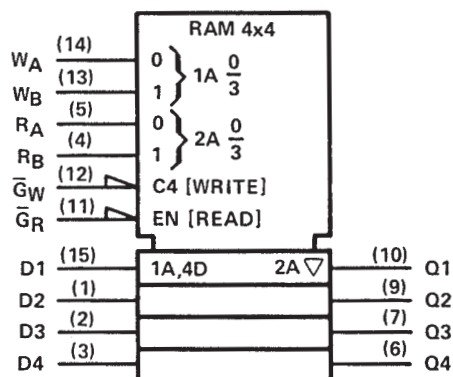 RAM 4x4
WA (14) 0
WB (13) 1
} 1A 0/3
RA (5) 0
RB (4) 1
} 2A 0/3
G̅W (12) C4 [WRITE]
G̅R (11) EN [READ]
D1 (15) 1A,4D 2A ▽ (10) Q1
D2 (1) (9) Q2
D3 (2) (7) Q3
D4 (3) (6) Q4